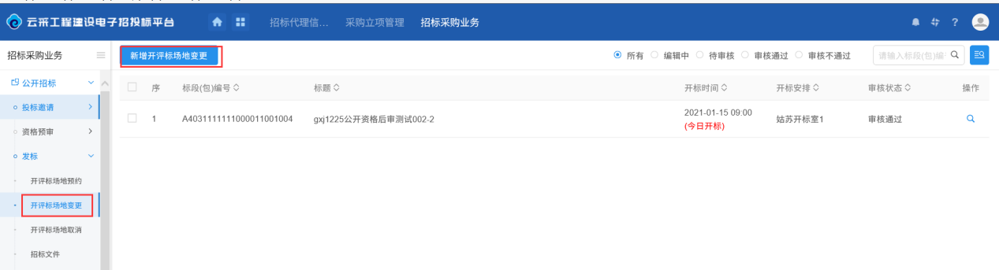 云采工程建设电子招投标平台 招标代理信... 采购立项管理 招标采购业务 ?
招标采购业务 新增开评标场地变更 所有 编辑中 待审核 审核通过 审核不通过 请输入标段(包)编
公开招标 序 标段(包)编号 标题 开标时间 开标安排 审核状态 操作
投标邀请
1 A4031111111000011001004 gxj1225公开资格后审测试002-2 2021-01-15 09:00 姑苏开标室1 审核通过
(今日开标)
资格预审
发标
开评标场地预约
开评标场地变更
开评标场地取消
招标文件